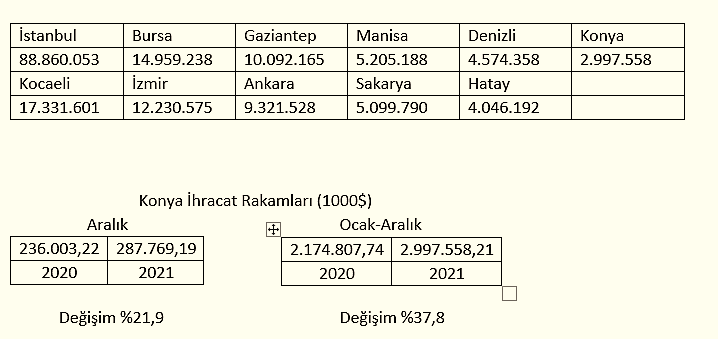 İstanbul Bursa Gaziantep Manisa Denizli Konya
88.860.053 14.959.238 10.092.165 5.205.188 4.574.358 2.997.558
Kocaeli İzmir Ankara Sakarya Hatay
17.331.601 12.230.575 9.321.528 5.099.790 4.046.192
Konya İhracat Rakamları (1000$)
Aralık Ocak-Aralık
236.003,22 287.769,19 2.174.807,74 2.997.558,21
2020 2021 2020 2021
Değişim %21,9 Değişim %37,8